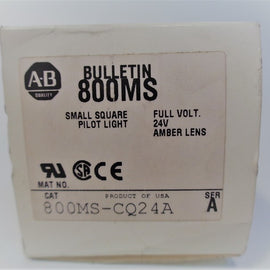 A-B
QUALITY
BULLETIN
800MS
SMALL SQUARE
PILOT LIGHT
FULL VOLT.
24V
AMBER LENS
MAT NO.
CAT
PRODUCT OF USA
SER
800MS-CQ24A
A